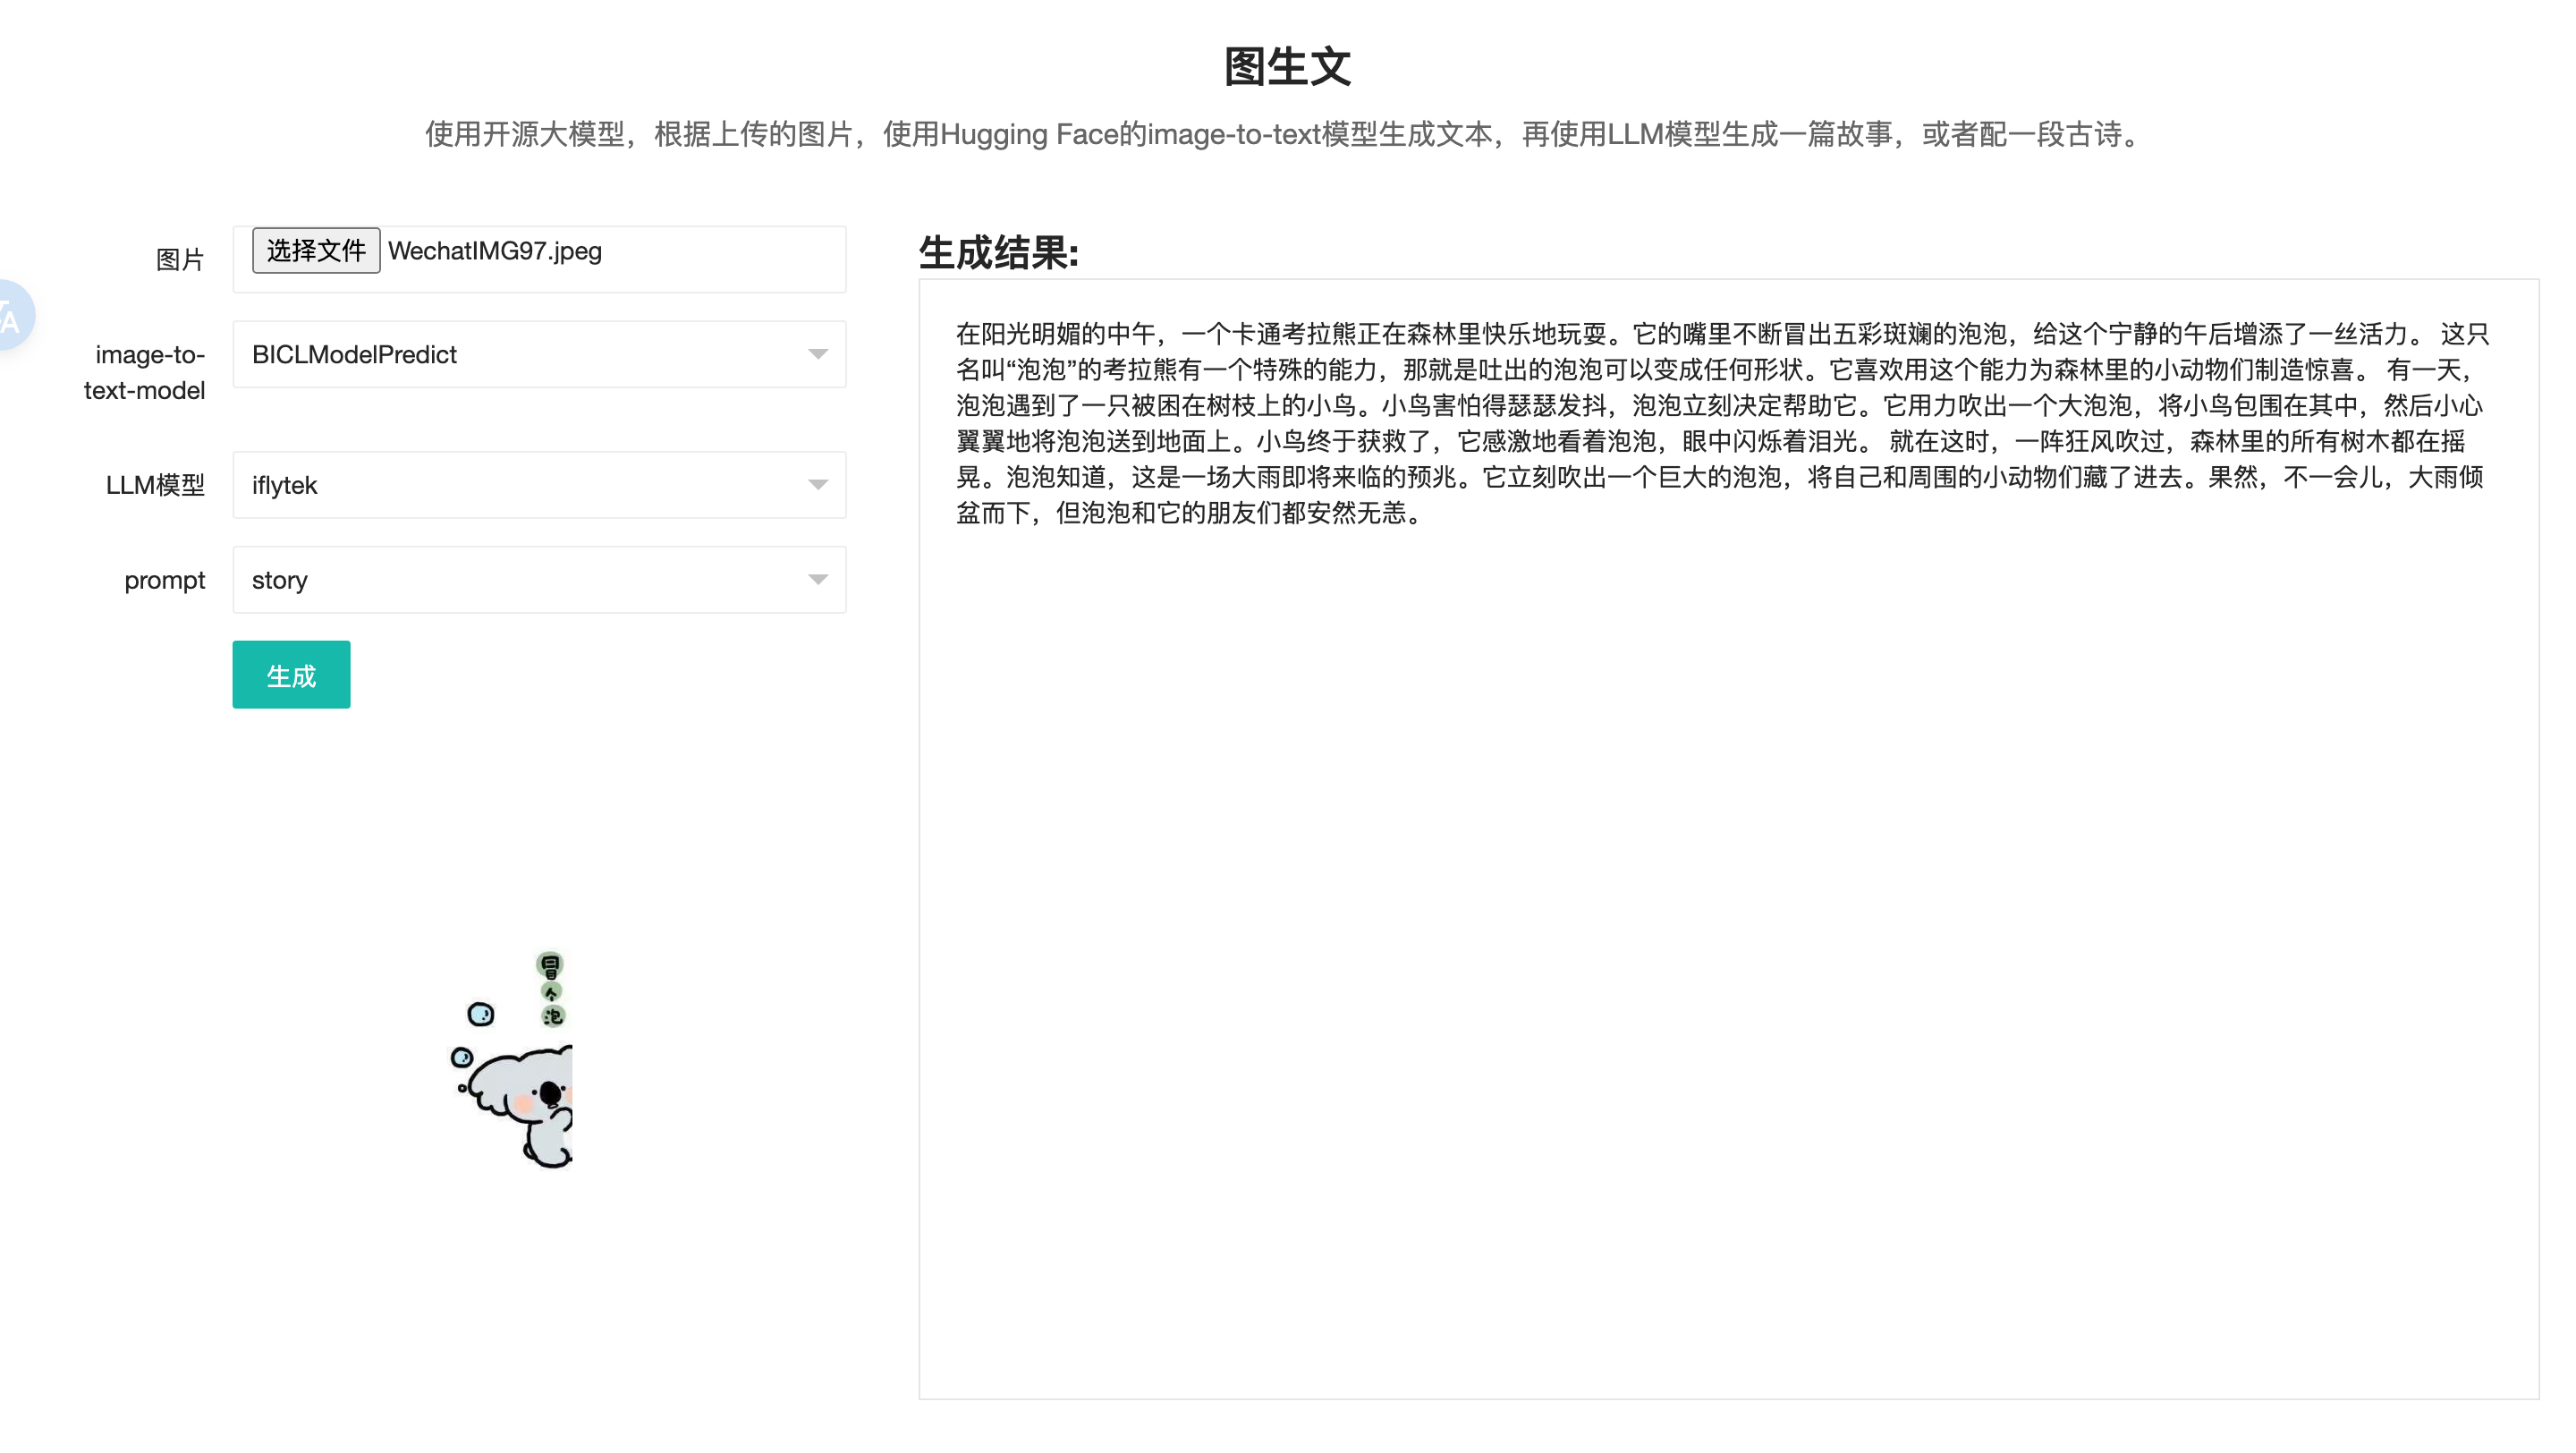 图生文
使用开源大模型，根据上传的图片，使用Hugging Face的image-to-text模型生成文本，再使用LLM模型生成一篇故事，或者配一段古诗。
图片
选择文件 WechatIMG97.jpeg
image-to-
text-model
BICLModelPredict
LLM模型
iflytek
prompt
story
生成
冒
个
泡
生成结果:
在阳光明媚的中午，一个卡通考拉熊正在森林里快乐地玩耍。它的嘴里不断冒出五彩斑斓的泡泡，给这个宁静的午后增添了一丝活力。 这只
名叫“泡泡”的考拉熊有一个特殊的能力，那就是吐出的泡泡可以变成任何形状。它喜欢用这个能力为森林里的小动物们制造惊喜。 有一天，
泡泡遇到了一只被困在树枝上的小鸟。小鸟害怕得瑟瑟发抖，泡泡立刻决定帮助它。它用力吹出一个大泡泡，将小鸟包围在其中，然后小心
翼翼地将泡泡送到地面上。小鸟终于获救了，它感激地看着泡泡，眼中闪烁着泪光。 就在这时，一阵狂风吹过，森林里的所有树木都在摇
晃。泡泡知道，这是一场大雨即将来临的预兆。它立刻吹出一个巨大的泡泡，将自己和周围的小动物们藏了进去。果然，不一会儿，大雨倾
盆而下，但泡泡和它的朋友们都安然无恙。